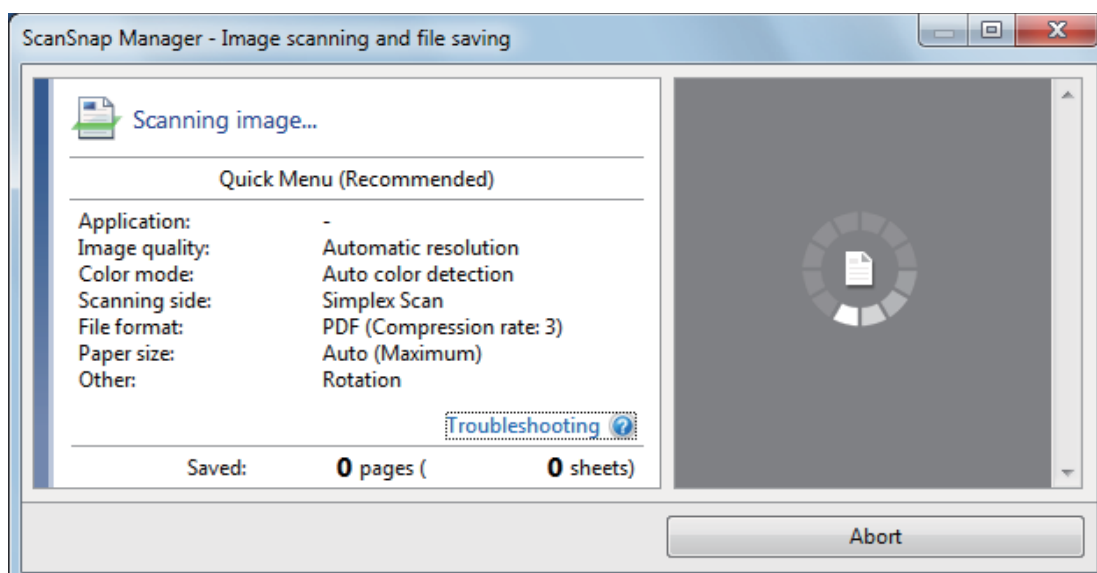 ScanSnap Manager - Image scanning and file saving
Scanning image...
Quick Menu (Recommended)
Application: -
Image quality: Automatic resolution
Color mode: Auto color detection
Scanning side: Simplex Scan
File format: PDF (Compression rate: 3)
Paper size: Auto (Maximum)
Other: Rotation
Troubleshooting ?
Saved: 0 pages ( 0 sheets)
Abort